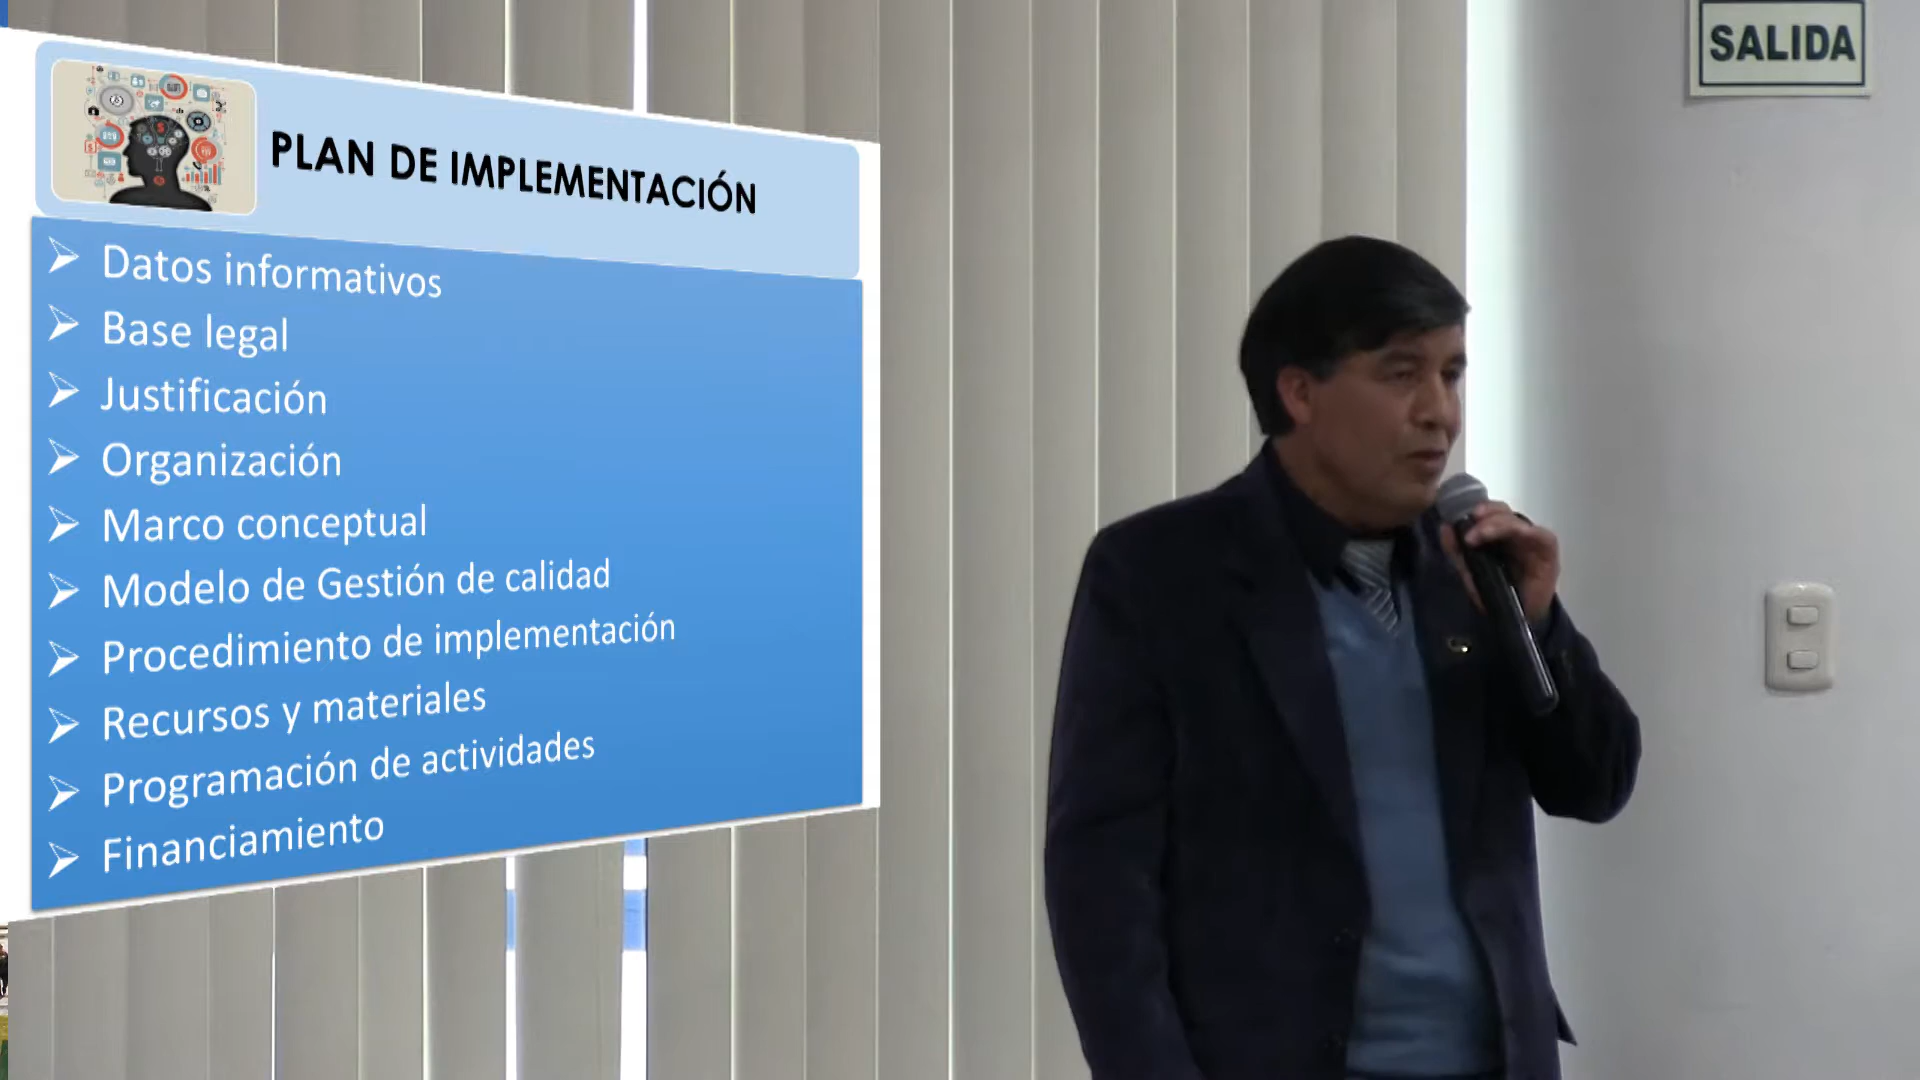 SALIDA
PLAN DE IMPLEMENTACIÓN
Datos informativos
Base legal
Justificación
Organización
Marco conceptual
Modelo de Gestión de calidad
Procedimiento de implementación
Recursos y materiales
Programación de actividades
Financiamiento